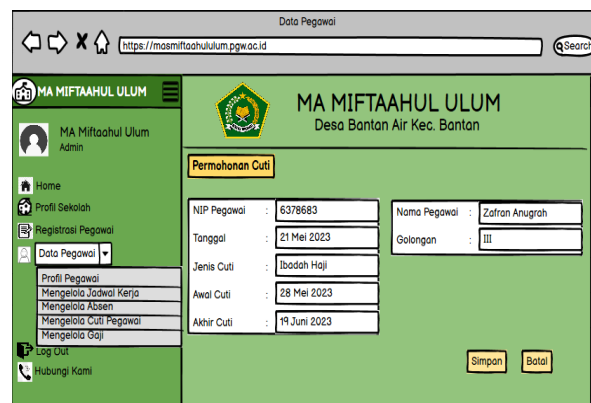 Data Pegawai
https://masmiftaahululum.pgw.ac.id
Search
MA MIFTAAHUL ULUM
MA Miftaahul Ulum
Admin
Home
Profil Sekolah
Registrasi Pegawai
Data Pegawai
Profil Pegawai
Mengelola Jadwal Kerja
Mengelola Absen
Mengelola Cuti Pegawai
Mengelola Gaji
Log Out
Hubungi Kami
MA MIFTAAHUL ULUM
Desa Bantan Air Kec. Bantan
Permohonan Cuti
NIP Pegawai : 6378683
Tanggal : 21 Mei 2023
Jenis Cuti : Ibadah Haji
Awal Cuti : 28 Mei 2023
Akhir Cuti : 19 Juni 2023
Nama Pegawai : Zafran Anugrah
Golongan : III
Simpan Batal